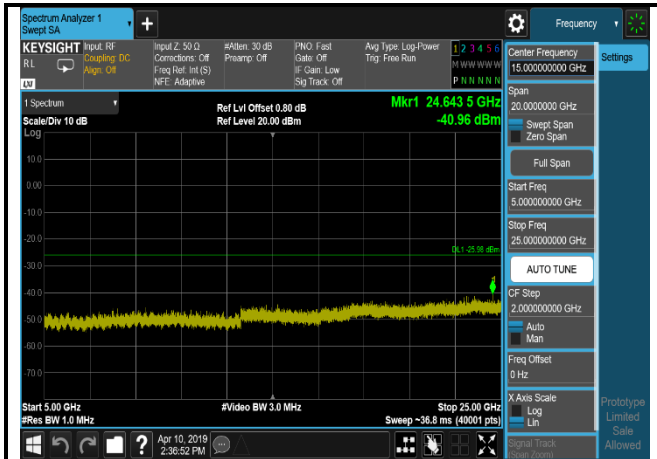 Spectrum Analyzer 1
Swept SA
KEYSIGHT
RL
LXI
Input: RF
Coupling: DC
Align: Off
Input Z: 50 Ω
Corrections: Off
Freq Ref: Int (S)
NFE: Adaptive
#Atten: 30 dB
Preamp: Off
PNO: Fast
Gate: Off
IF Gain: Low
Sig Track: Off
Avg Type: Log-Power
Trig: Free Run
1 2 3 4 5 6
M W W W W W
P N N N N N
1 Spectrum
Scale/Div 10 dB
Ref Lvl Offset 0.80 dB
Ref Level 20.00 dBm
Mkr1 24.643 5 GHz
-40.96 dBm
Log
10.0
0.00
-10.0
-20.0
DL1 -25.96 dBm
-30.0
-40.0
-50.0
-60.0
-70.0
Start 5.00 GHz
#Res BW 1.0 MHz
#Video BW 3.0 MHz
Stop 25.00 GHz
Sweep ~36.8 ms (40001 pts)
?
Apr 10, 2019
2:36:52 PM
Frequency
Settings
Center Frequency
15.000000000 GHz
Span
20.0000000 GHz
Swept Span
Zero Span
Full Span
Start Freq
5.000000000 GHz
Stop Freq
25.000000000 GHz
AUTO TUNE
CF Step
2.000000000 GHz
Auto
Man
Freq Offset
0 Hz
X Axis Scale
Log
Lin
Signal Track
(Span Zoom)
Prototype
Limited
Sale
Allowed